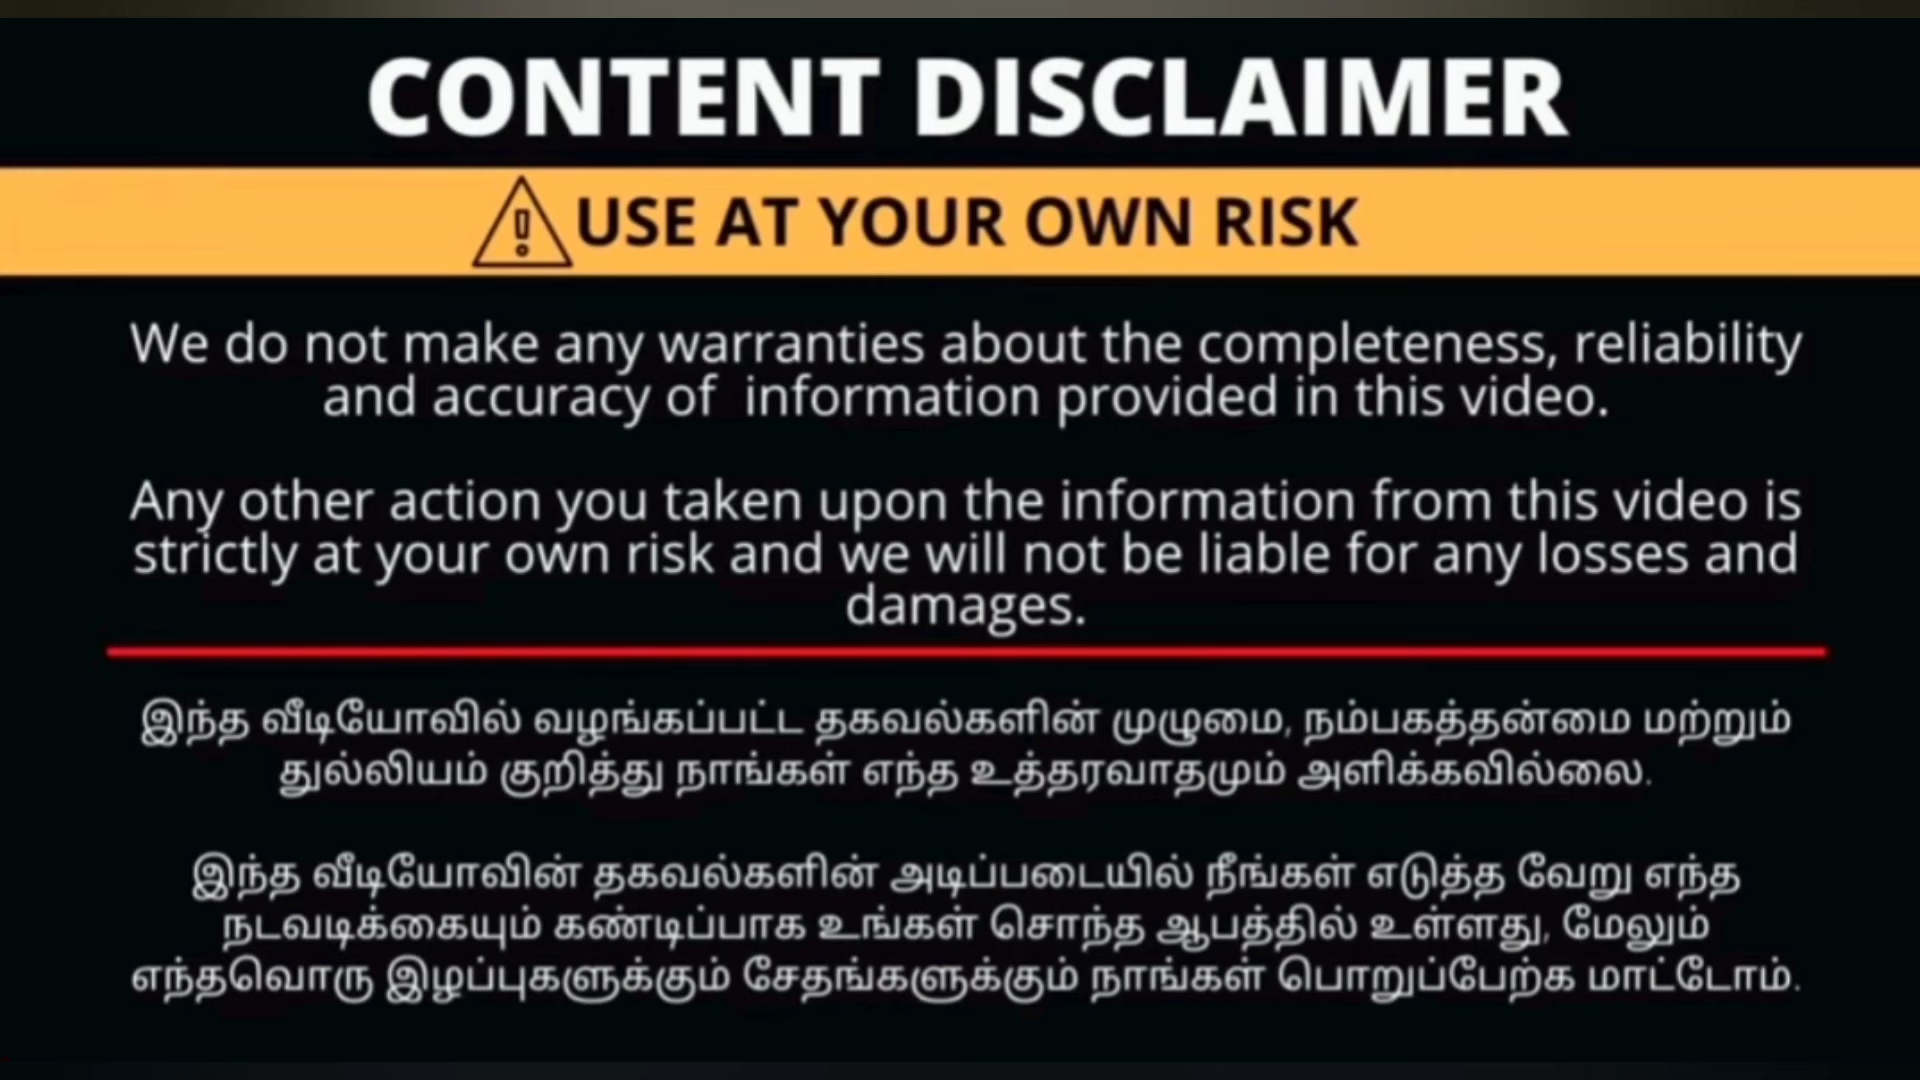 CONTENT DISCLAIMER
USE AT YOUR OWN RISK
We do not make any warranties about the completeness, reliability
and accuracy of information provided in this video.
Any other action you taken upon the information from this video is
strictly at your own risk and we will not be liable for any losses and
damages.
இந்த வீடியோவில் வழங்கப்பட்ட தகவல்களின் முழுமை, நம்பகத்தன்மை மற்றும்
துல்லியம் குறித்து நாங்கள் எந்த உத்தரவாதமும் அளிக்கவில்லை.
இந்த வீடியோவின் தகவல்களின் அடிப்படையில் நீங்கள் எடுத்த வேறு எந்த
நடவடிக்கையும் கண்டிப்பாக உங்கள் சொந்த ஆபத்தில் உள்ளது, மேலும்
எந்தவொரு இழப்புகளுக்கும் சேதங்களுக்கும் நாங்கள் பொறுப்பேற்க மாட்டோம்.